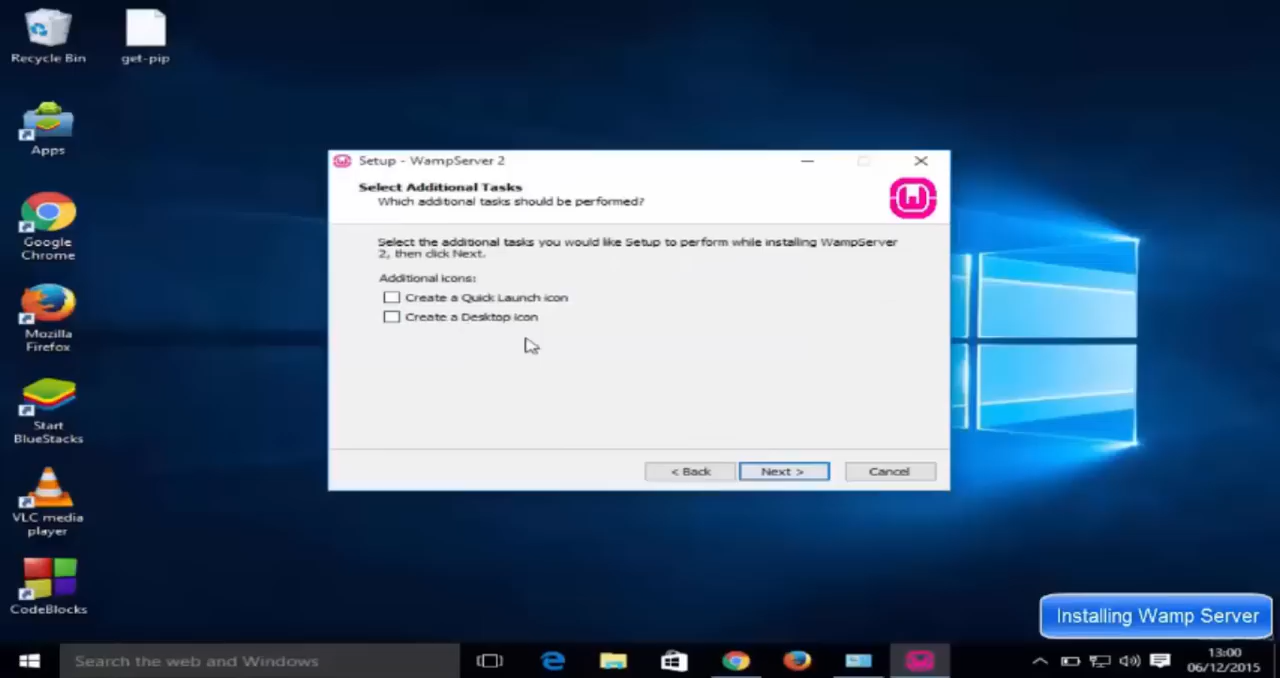 Recycle Bin
get-pip
Apps
Google
Chrome
Mozilla
Firefox
Start
BlueStacks
VLC media
player
CodeBlocks
Setup - WampServer 2
Select Additional Tasks
Which additional tasks should be performed?
Select the additional tasks you would like Setup to perform while installing WampServer
2, then click Next.
Additional icons:
Create a Quick Launch icon
Create a Desktop icon
< Back
Next >
Cancel
Installing Wamp Server
Search the web and Windows
13:00
06/12/2015